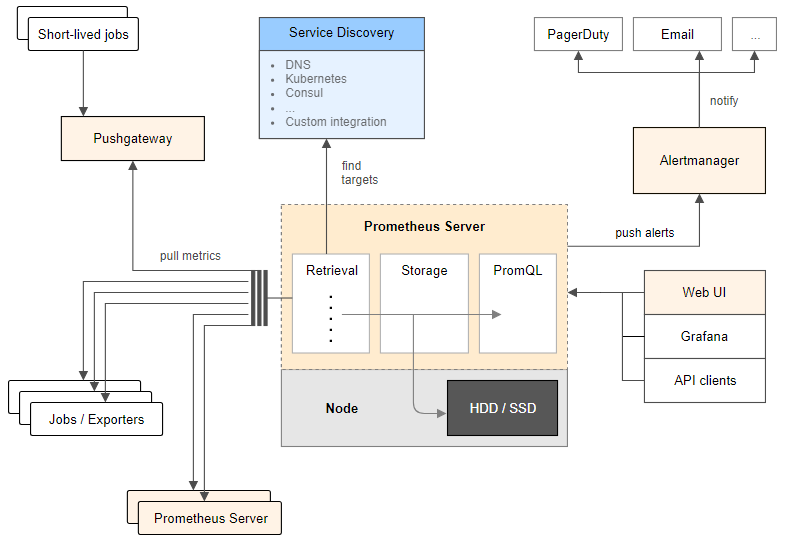 Short-lived jobs
Service Discovery
• DNS
• Kubernetes
• Consul
• ...
• Custom integration
PagerDuty
Email
...
notify
Pushgateway
Alertmanager
find
targets
pull metrics
push alerts
Prometheus Server
Retrieval
Storage
PromQL
Web UI
Grafana
API clients
Node
HDD / SSD
Jobs / Exporters
Prometheus Server